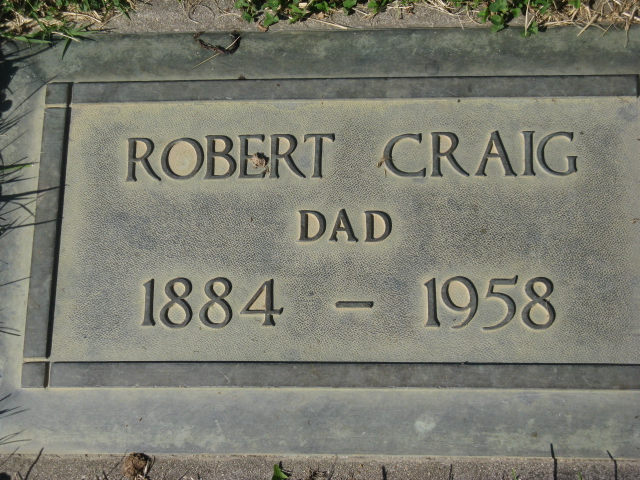 ROBERT CRAIG
DAD
1884 – 1958